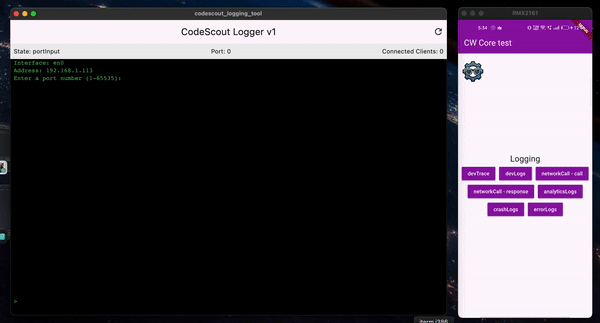 codescout_logging_tool
CodeScout Logger v1
State: portInput
Port: 0
Connected Clients: 0
Interface: en0
Address: 192.168.1.113
Enter a port number (1-65535):
>
RMX2161
5:34
CW Core test
Logging
devTrace
devLogs
networkCall - call
networkCall - response
analyticsLogs
crashLogs
errorLogs